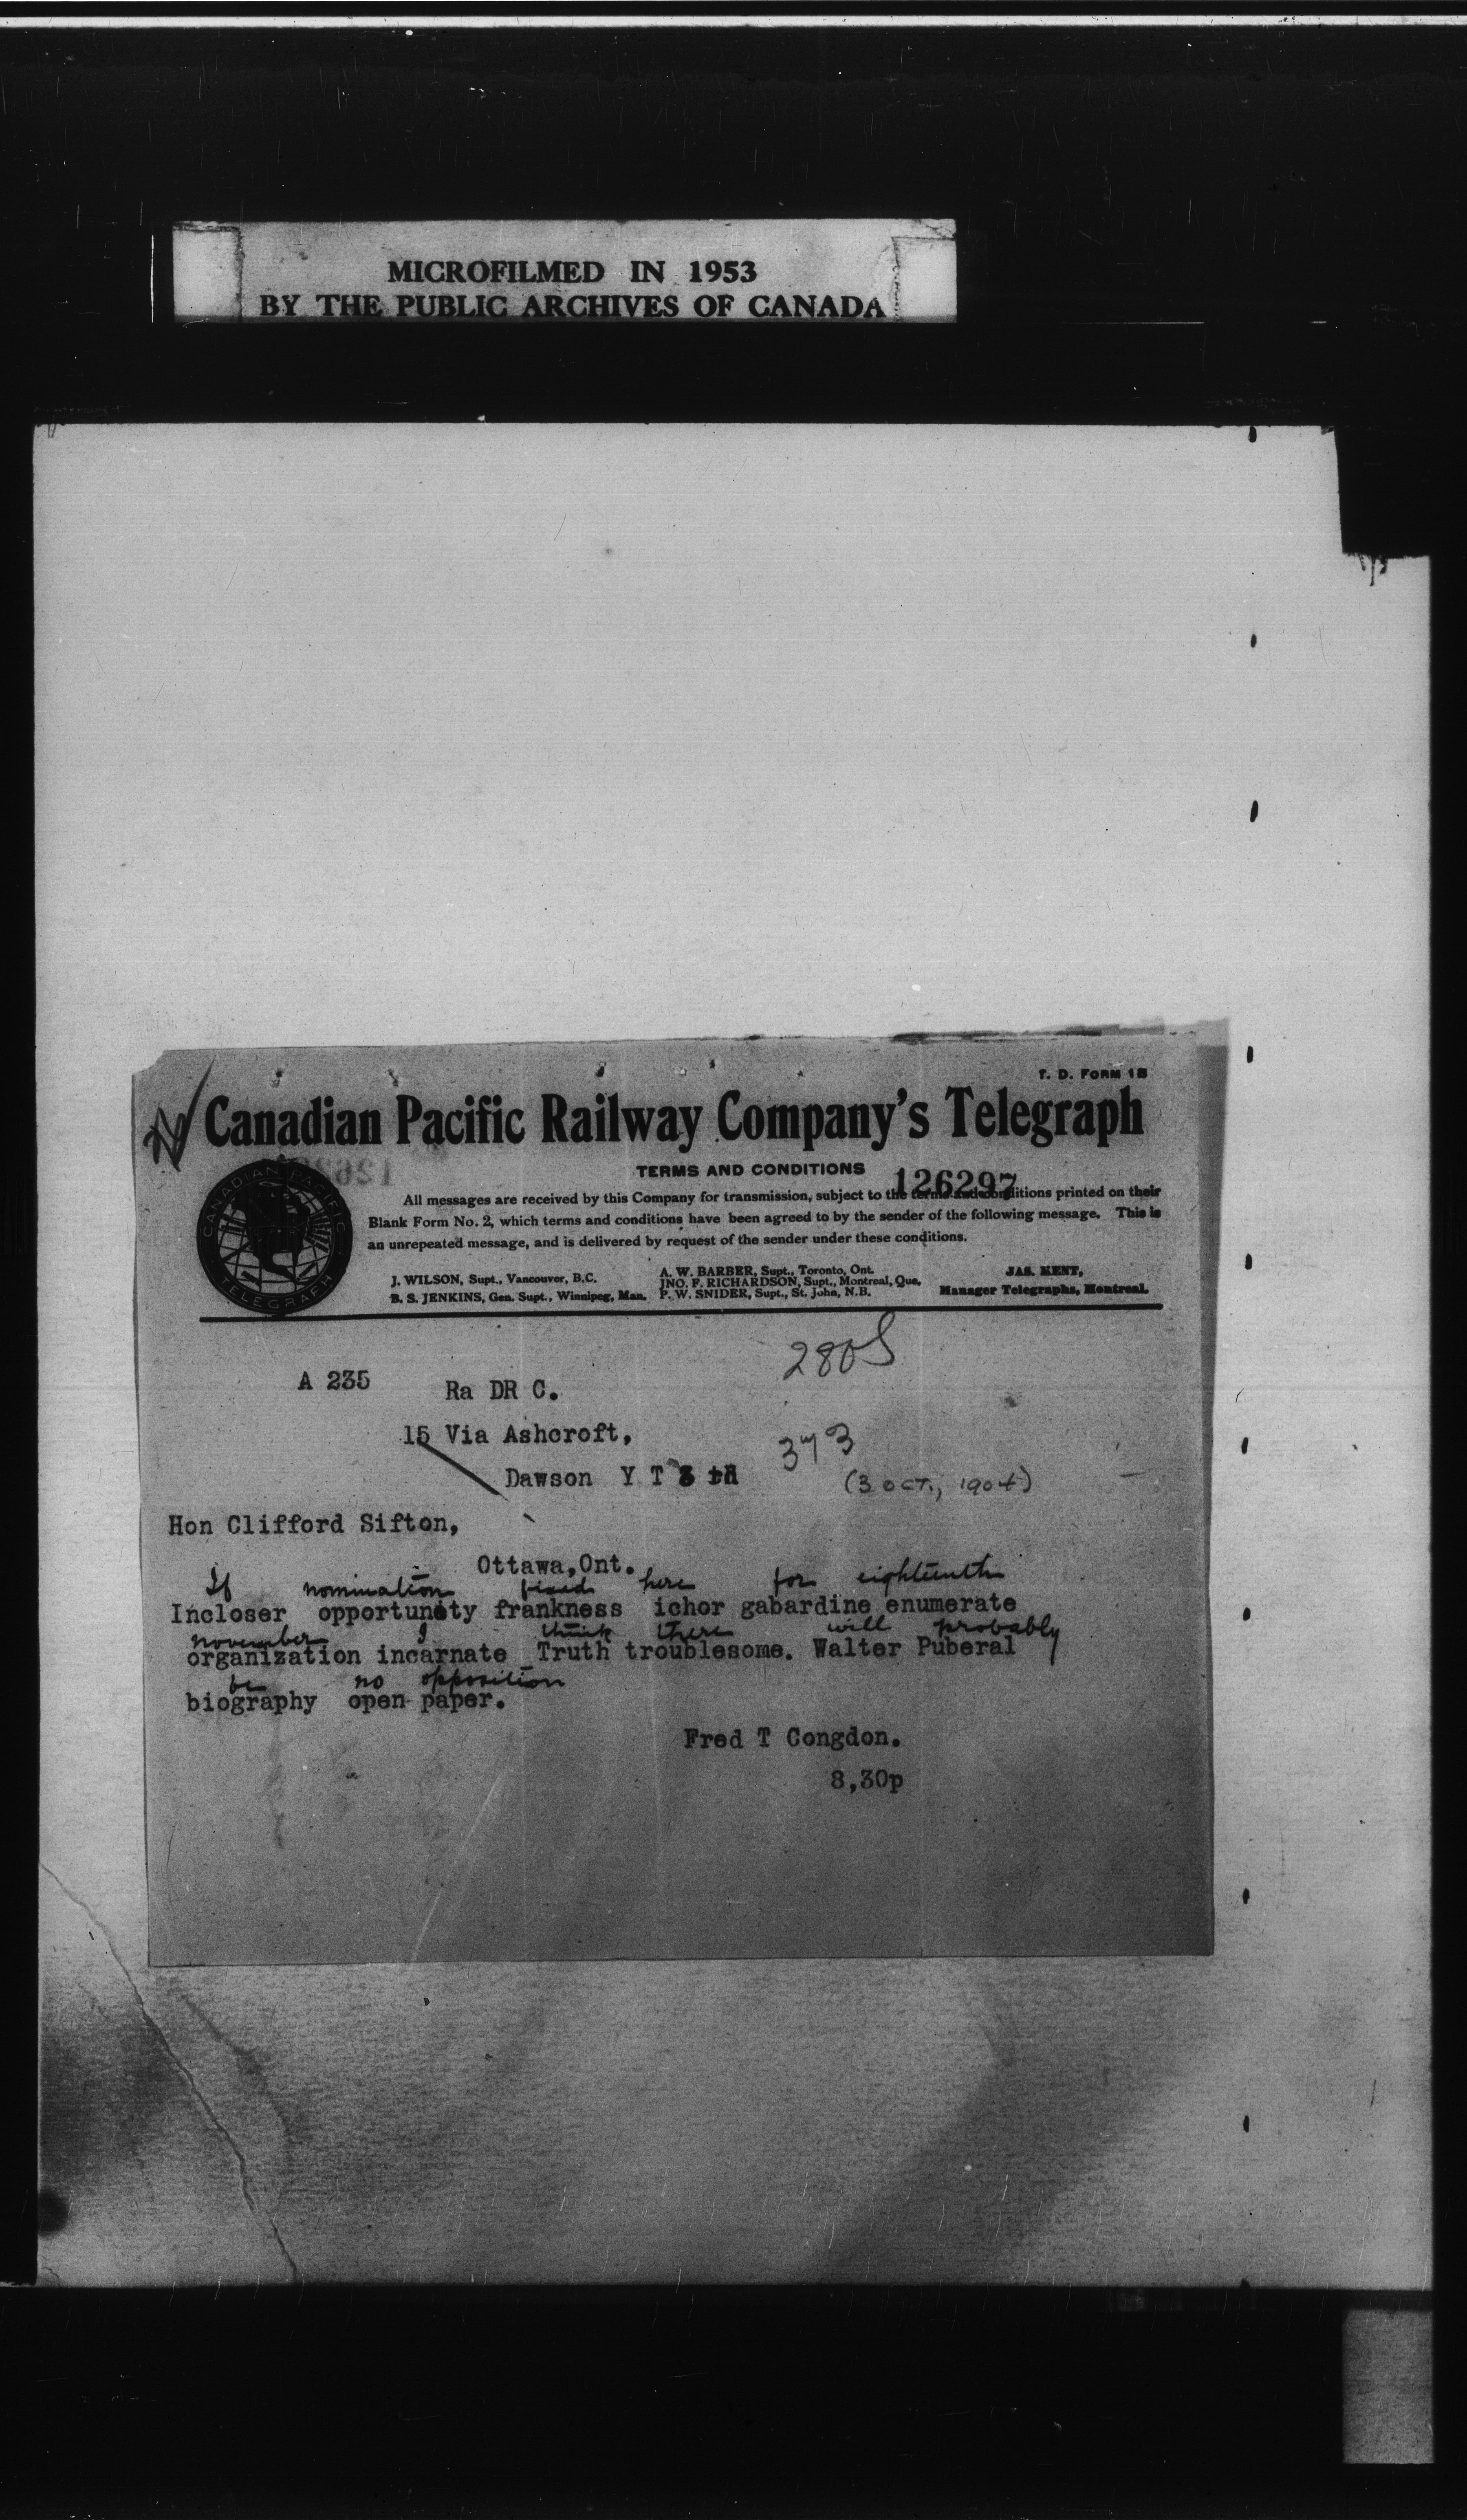 MICROFILMED IN 1953
BY THE PUBLIC ARCHIVES OF CANADA
T. D. FORM 1B
Canadian Pacific Railway Company's Telegraph
TERMS AND CONDITIONS
126297
All messages are received by this Company for transmission, subject to the terms and conditions printed on their
Blank Form No. 2, which terms and conditions have been agreed to by the sender of the following message. This is
an unrepeated message, and is delivered by request of the sender under these conditions.
CANADIAN PACIFIC
TELEGRAPH
J. WILSON, Supt., Vancouver, B.C.
B. S. JENKINS, Gen. Supt., Winnipeg, Man.
A. W. BARBER, Supt., Toronto, Ont.
JNO. F. RICHARDSON, Supt., Montreal, Que.
P. W. SNIDER, Supt., St. John, N.B.
JAS. KENT,
Manager Telegraphs, Montreal.
A 235 Ra DR C.
15 Via Ashcroft,
373
Dawson Y T 3
(3 OCT., 1904)
Hon Clifford Sifton,
Ottawa,Ont.
If nomination fixed here for eighteenth
Incloser opportunity frankness ichor gabardine enumerate
november I think there will probably
organization incarnate Truth troublesome. Walter Puberal
be no opposition
biography open paper.
Fred T Congdon.
8,30p